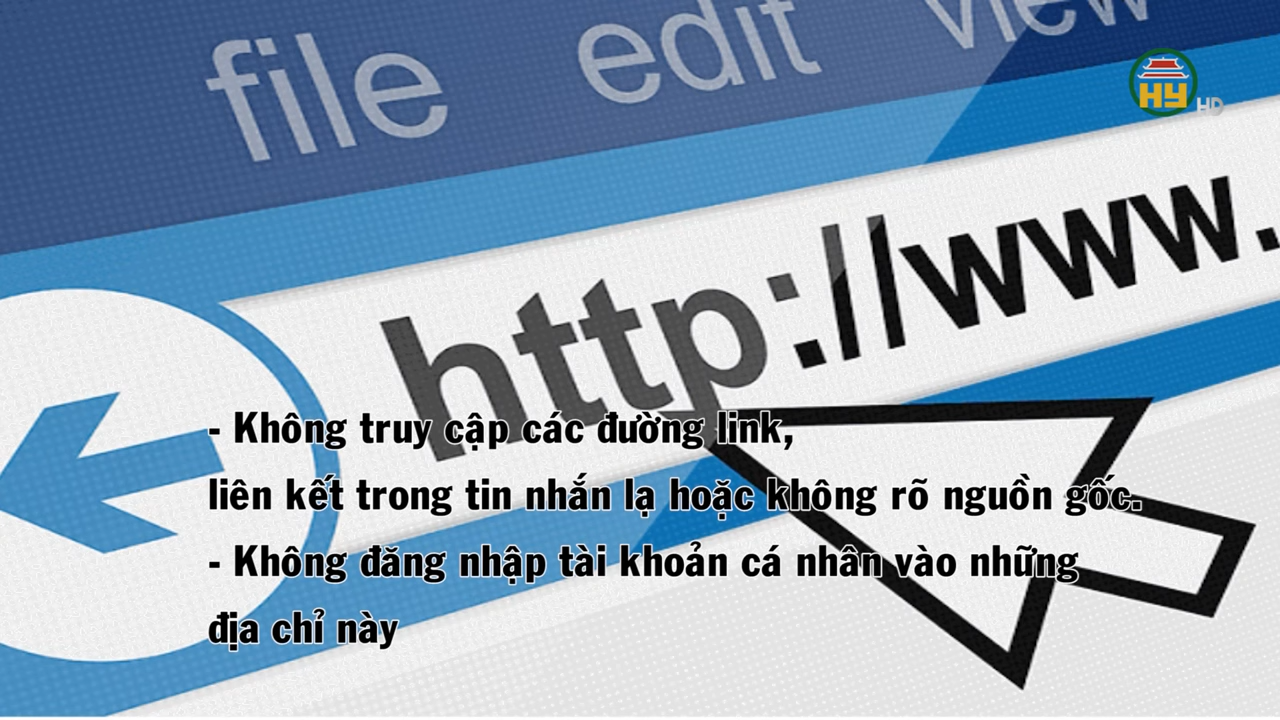 file edit view
HY HD
http://www.
- Không truy cập các đường link,
liên kết trong tin nhắn lạ hoặc không rõ nguồn gốc.
- Không đăng nhập tài khoản cá nhân vào những
địa chỉ này